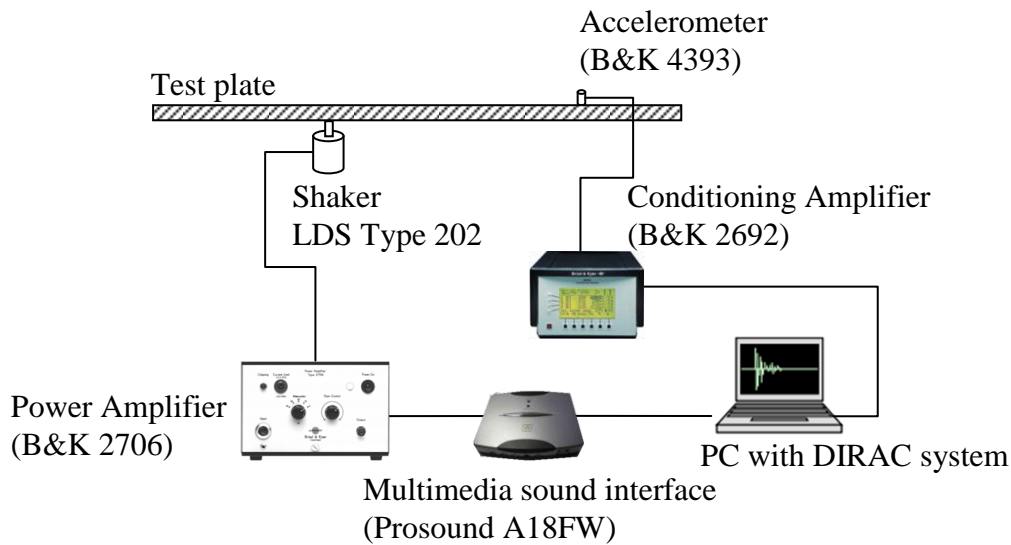 Accelerometer
(B&K 4393)
Test plate
Shaker
LDS Type 202
Conditioning Amplifier
(B&K 2692)
Power Amplifier
(B&K 2706)
PC with DIRAC system
Multimedia sound interface
(Prosound A18FW)